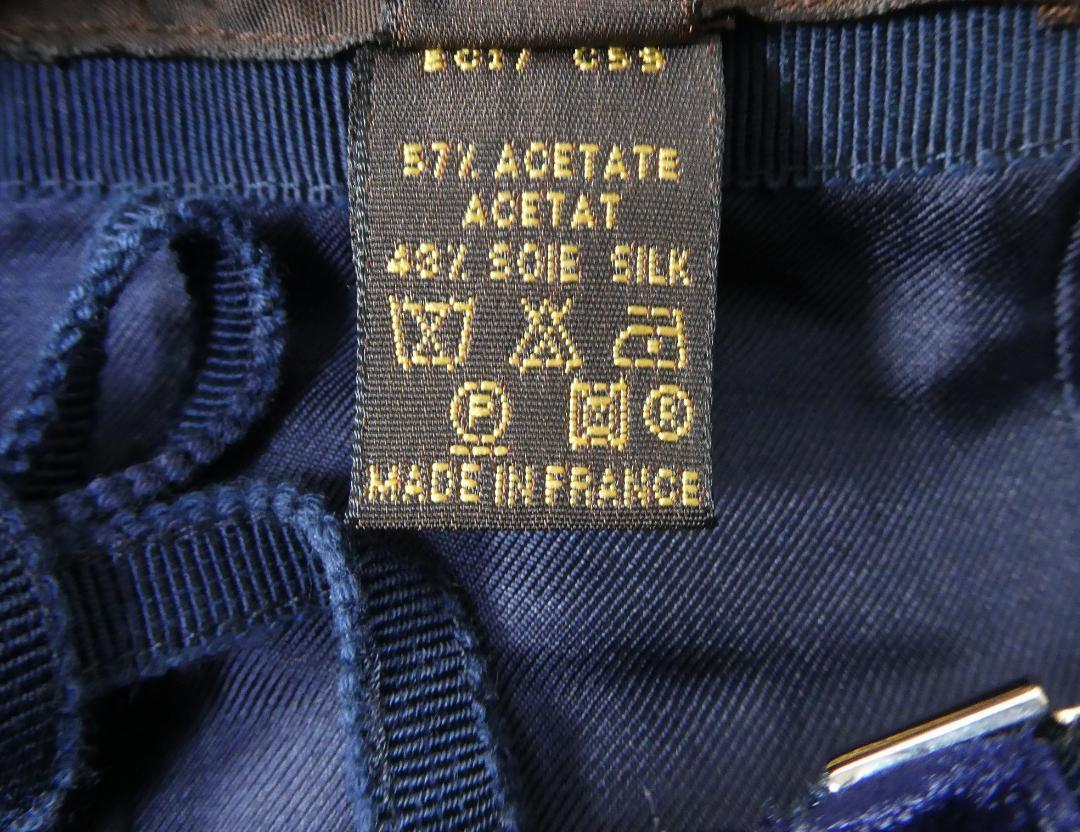 57% ACETATE
ACETAT
43% SOIE SILK
P
®
MADE IN FRANCE